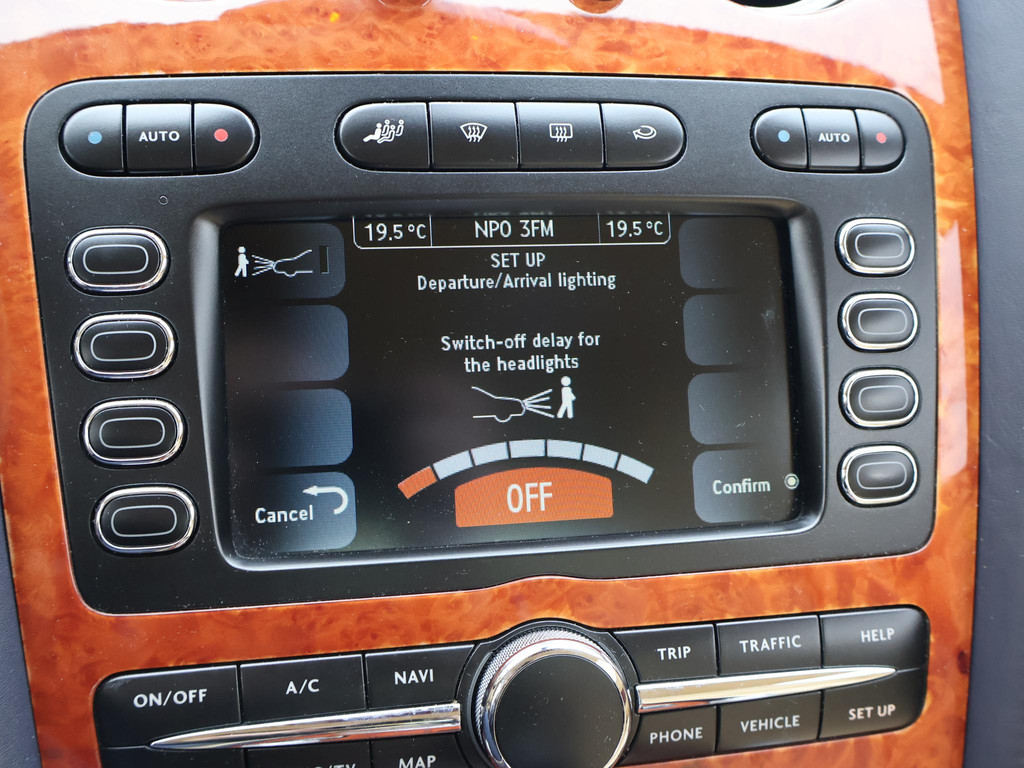 AUTO
AUTO
19.5 °C NPO 3FM 19.5 °C
SET UP
Departure/Arrival lighting
Switch-off delay for
the headlights
OFF
Cancel
Confirm
ON/OFF A/C NAVI TRIP TRAFFIC HELP
MAP PHONE VEHICLE SET UP